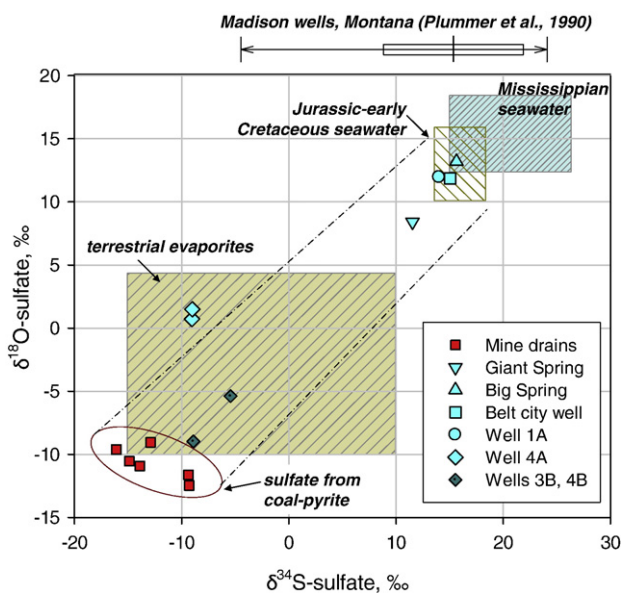 Madison wells, Montana (Plummer et al., 1990)
20
15
10
5
0
-5
-10
-15
-20
-10
0
10
20
30
δ18O-sulfate, ‰
δ34S-sulfate, ‰
Mississippian
seawater
Jurassic-early
Cretaceous seawater
terrestrial evaporites
sulfate from
coal-pyrite
Mine drains
Giant Spring
Big Spring
Belt city well
Well 1A
Well 4A
Wells 3B, 4B